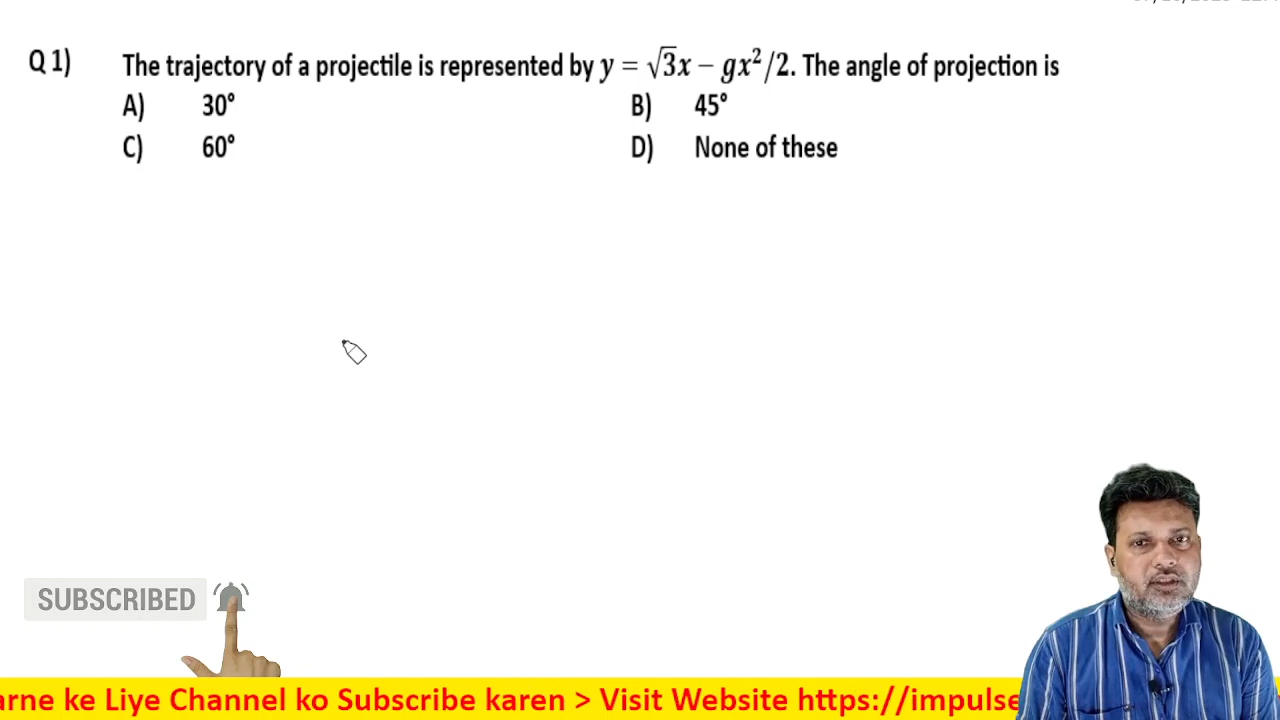 Q 1) The trajectory of a projectile is represented by y = √3x − gx²/2. The angle of projection is
A) 30° B) 45°
C) 60° D) None of these
SUBSCRIBED
ke Liye Channel ko Subscribe karen > Visit Website https://impulse